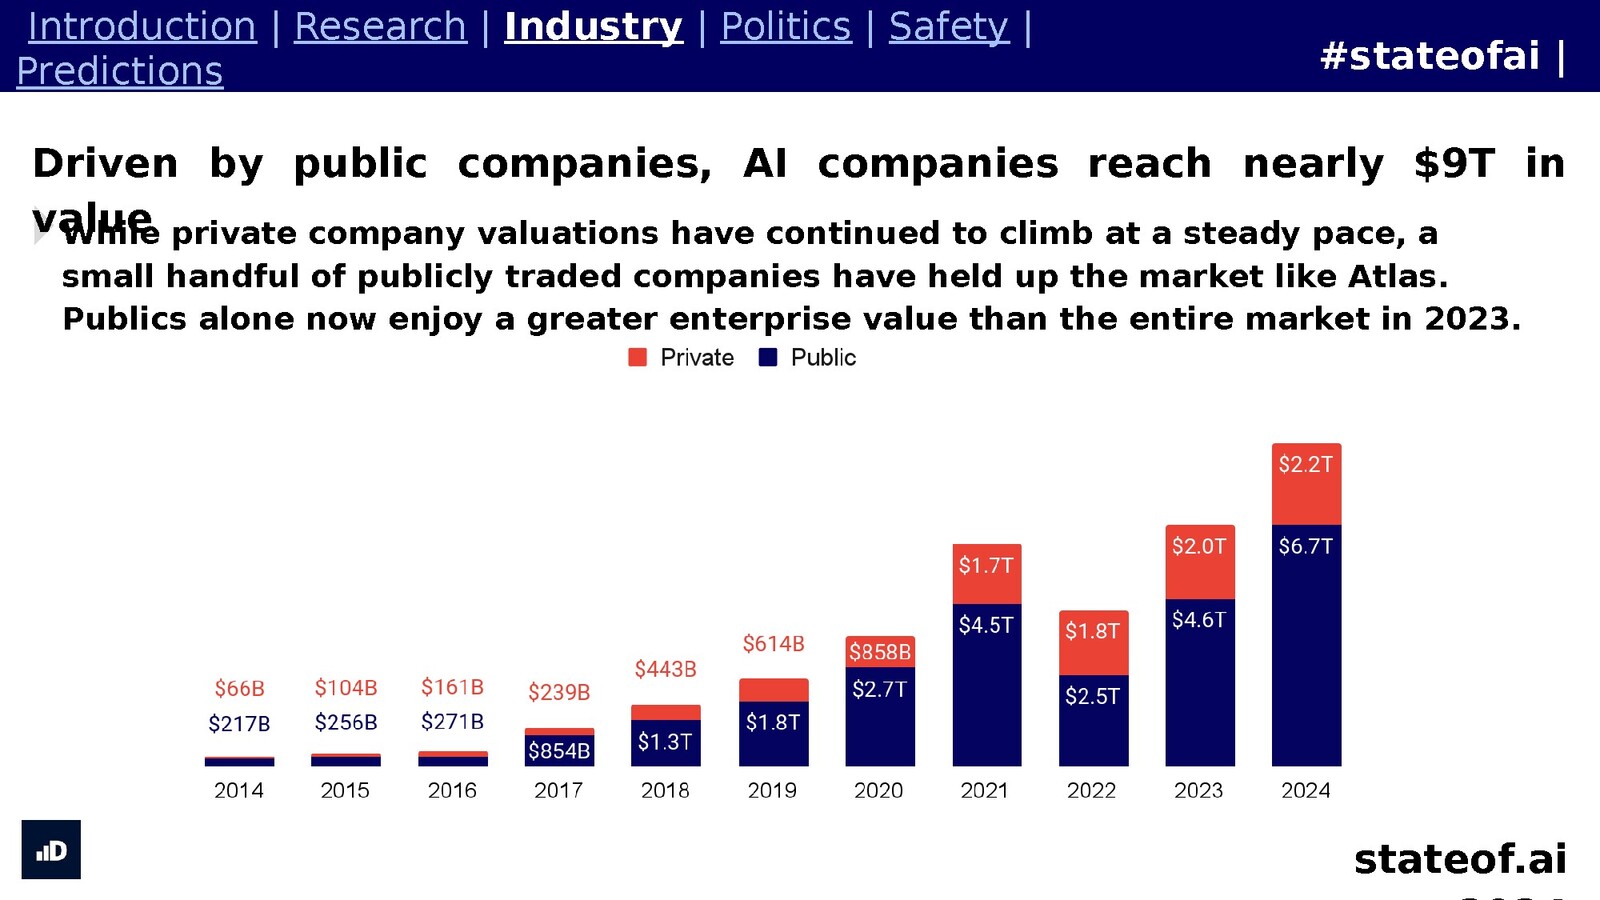 Introduction | Research | Industry | Politics | Safety |
Predictions
#stateofai |
Driven by public companies, AI companies reach nearly $9T in
value
While private company valuations have continued to climb at a steady pace, a
small handful of publicly traded companies have held up the market like Atlas.
Publics alone now enjoy a greater enterprise value than the entire market in 2023.
Private Public
$66B $104B $161B $239B $443B $614B $858B $1.7T $1.8T $2.0T $2.2T
$217B $256B $271B $854B $1.3T $1.8T $2.7T $4.5T $2.5T $4.6T $6.7T
2014 2015 2016 2017 2018 2019 2020 2021 2022 2023 2024
D
stateof.ai